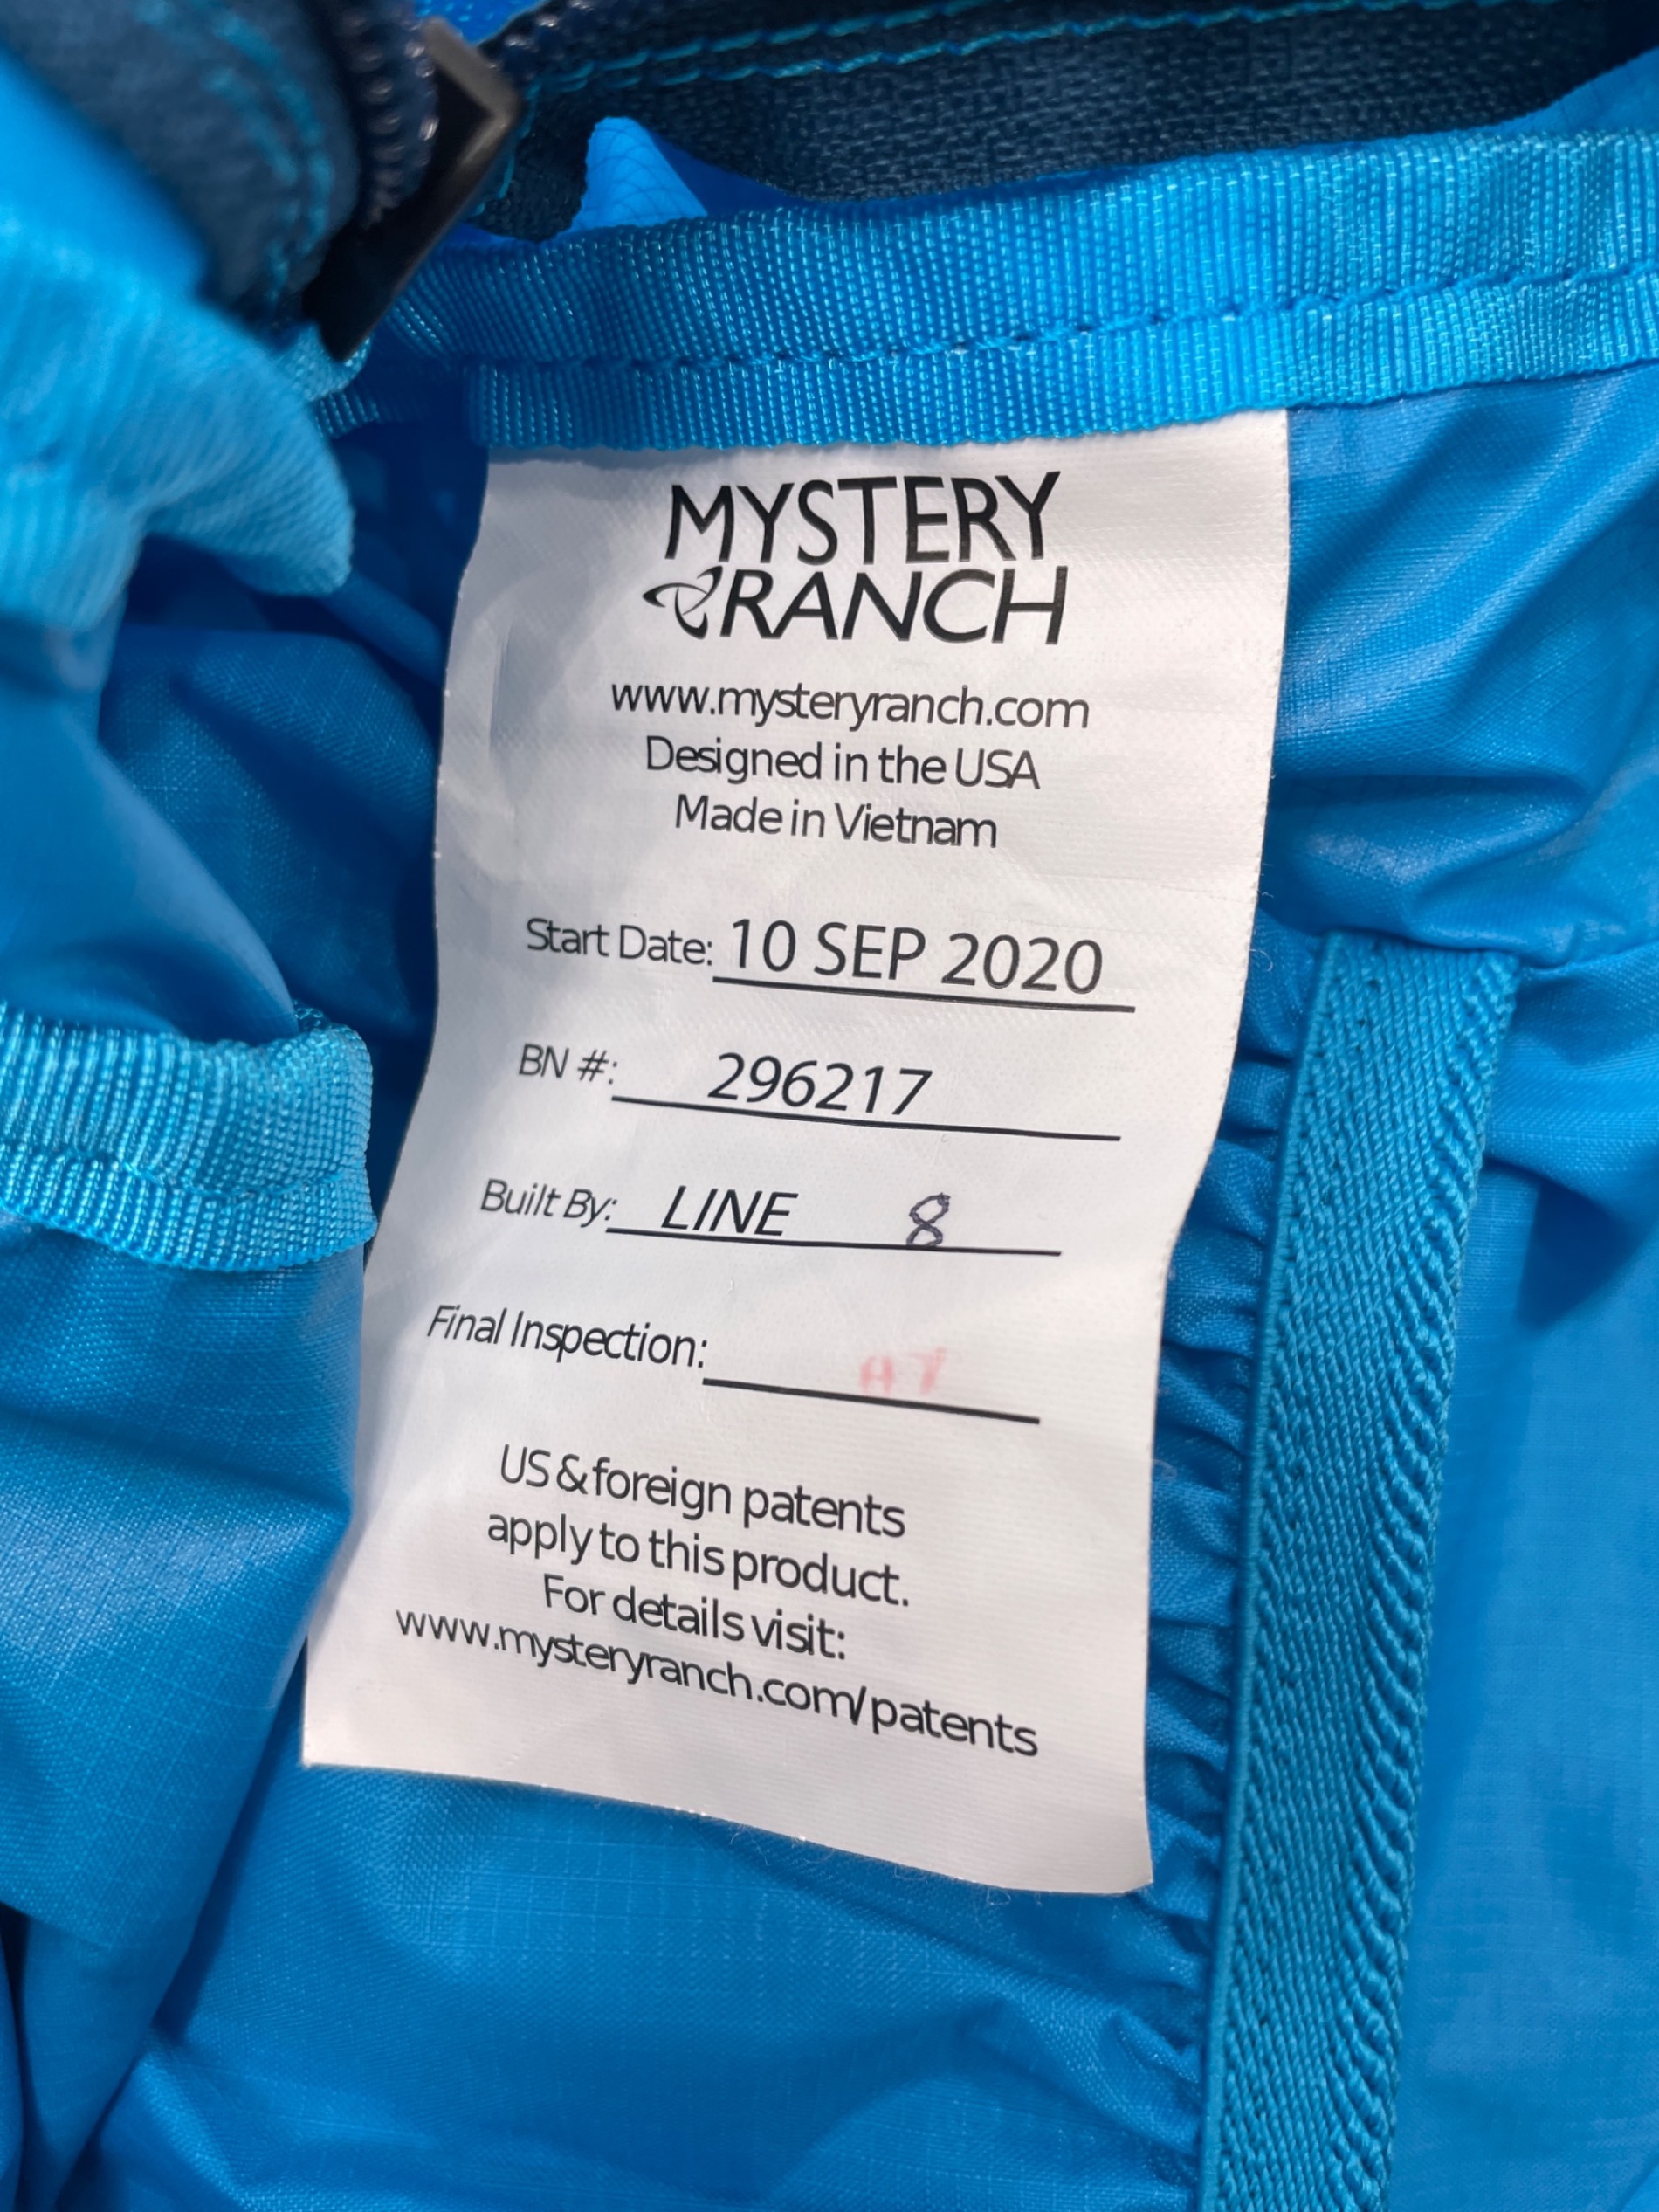 MYSTERY
RANCH
www.mysteryranch.com
Designed in the USA
Made in Vietnam
Start Date: 10 SEP 2020
BN #: 296217
Built By: LINE 8
Final Inspection:
US & foreign patents
apply to this product.
For details visit:
www.mysteryranch.com/patents